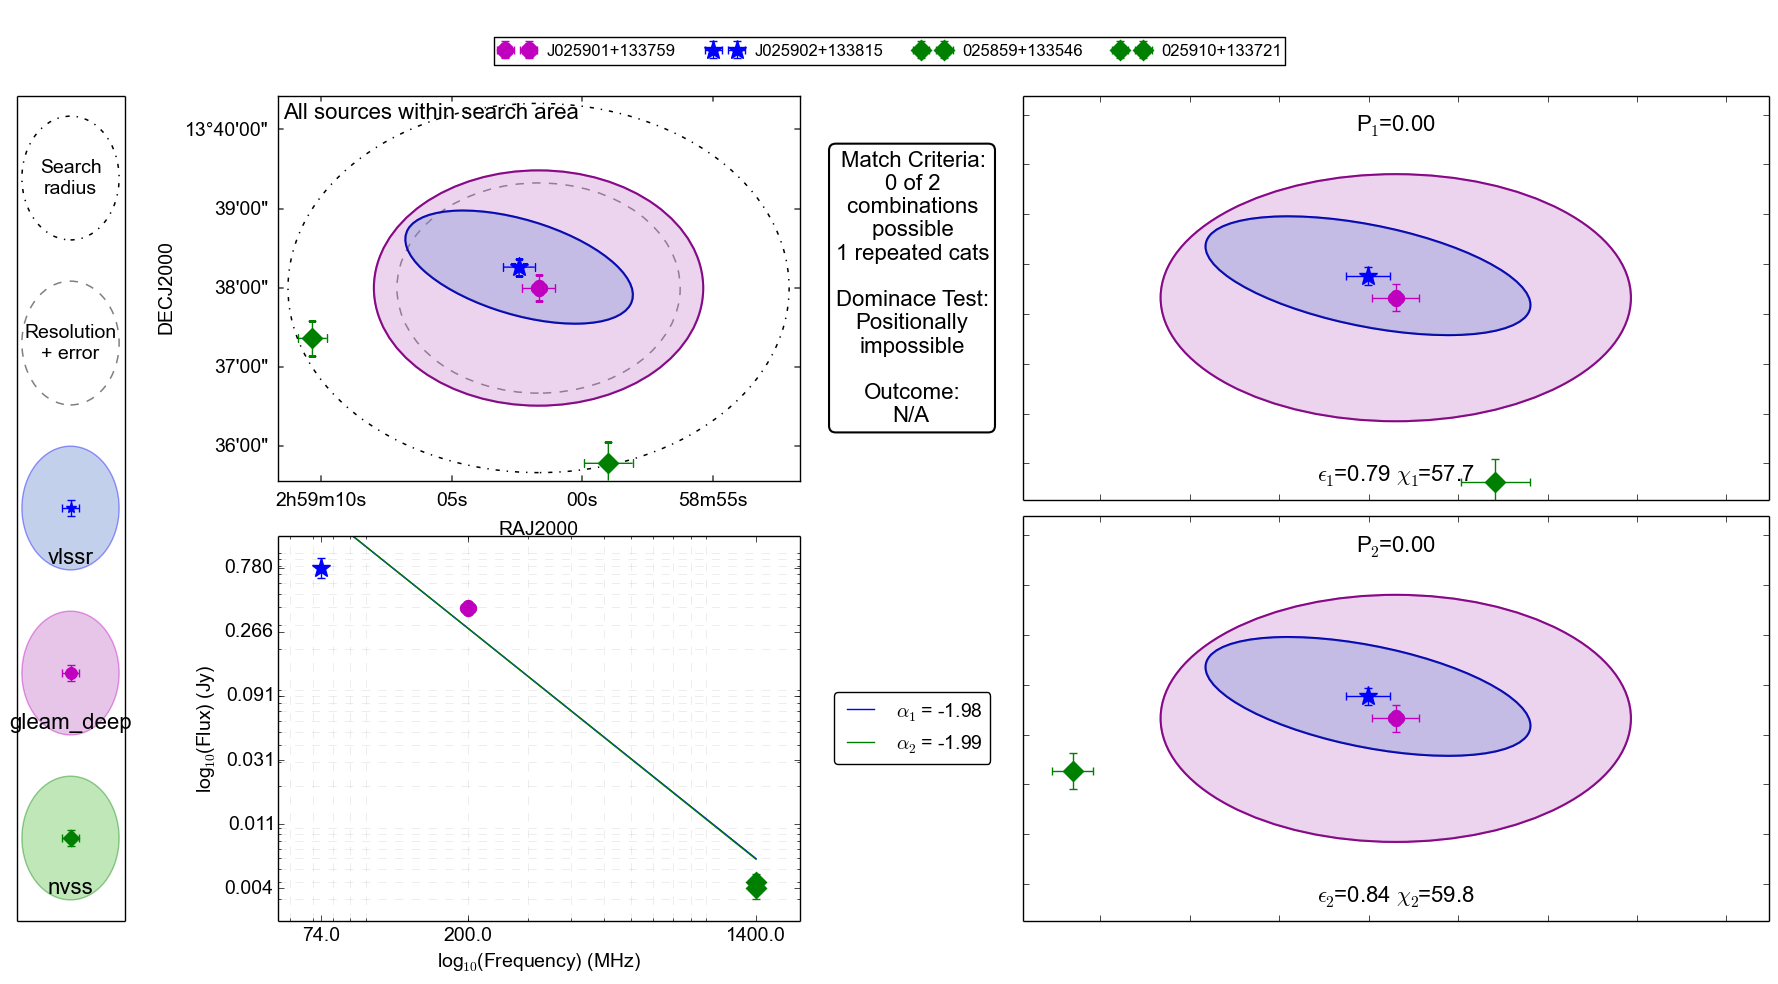 J025901+133759
J025902+133815
025859+133546
025910+133721
Search
radius
Resolution
+ error
vlssr
gleam_deep
nvss
All sources within search area
13°40'00"
39'00"
38'00"
37'00"
36'00"
DECJ2000
2h59m10s
05s
00s
58m55s
RAJ2000
Match Criteria:
0 of 2
combinations
possible
1 repeated cats
Dominace Test:
Positionally
impossible
Outcome:
N/A
P₁=0.00
ϵ₁=0.79 χ₁=57.7
0.780
0.266
0.091
0.031
0.011
0.004
log₁₀(Flux) (Jy)
74.0
200.0
1400.0
log₁₀(Frequency) (MHz)
α₁ = -1.98
α₂ = -1.99
P₂=0.00
ϵ₂=0.84 χ₂=59.8